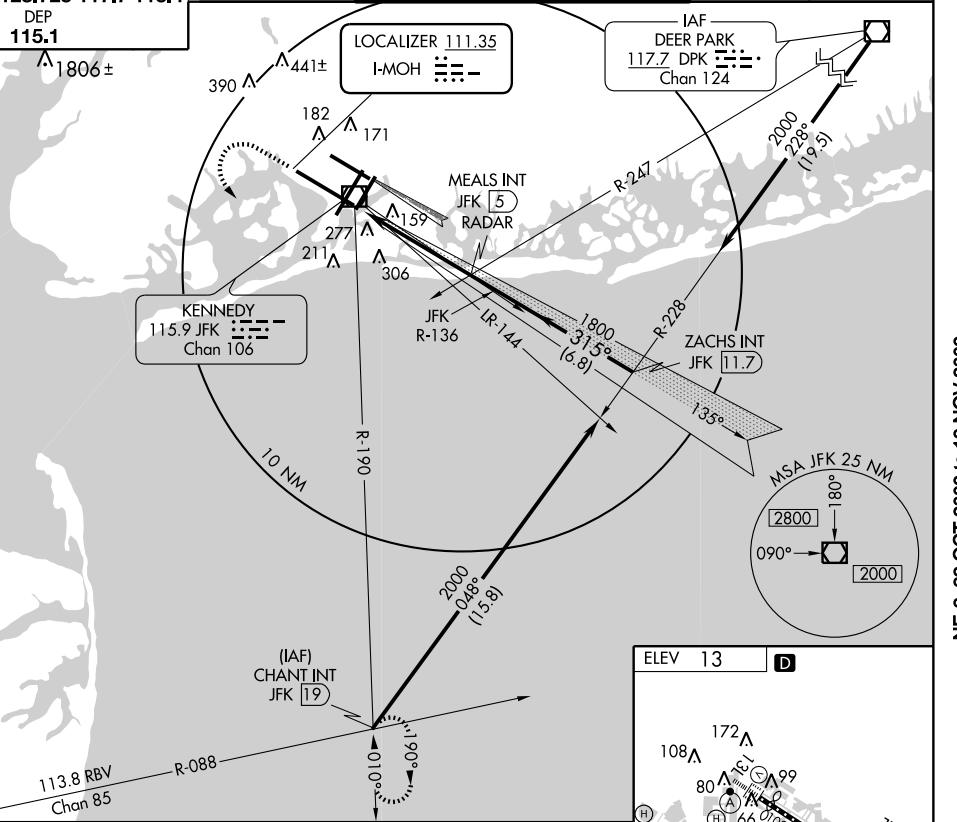 DEP
115.1
1806±
LOCALIZER 111.35
I-MOH
IAF
DEER PARK
117.7 DPK
Chan 124
390
441±
182
171
2000
228°
(19.5)
R-247
MEALS INT
JFK 5
RADAR
159
277
211
306
KENNEDY
115.9 JFK
Chan 106
JFK
R-136
LR-144
1800
315°
(6.8)
R-228
ZACHS INT
JFK 11.7
135°
R-190
10 NM
MSA JFK 25 NM
180°
2800
090°
2000
2000
048°
(15.8)
(IAF)
CHANT INT
JFK 19
190°
010°
R-088
113.8 RBV
Chan 85
ELEV 13
D
172
108
13L
80
99
A
V
66
H
H